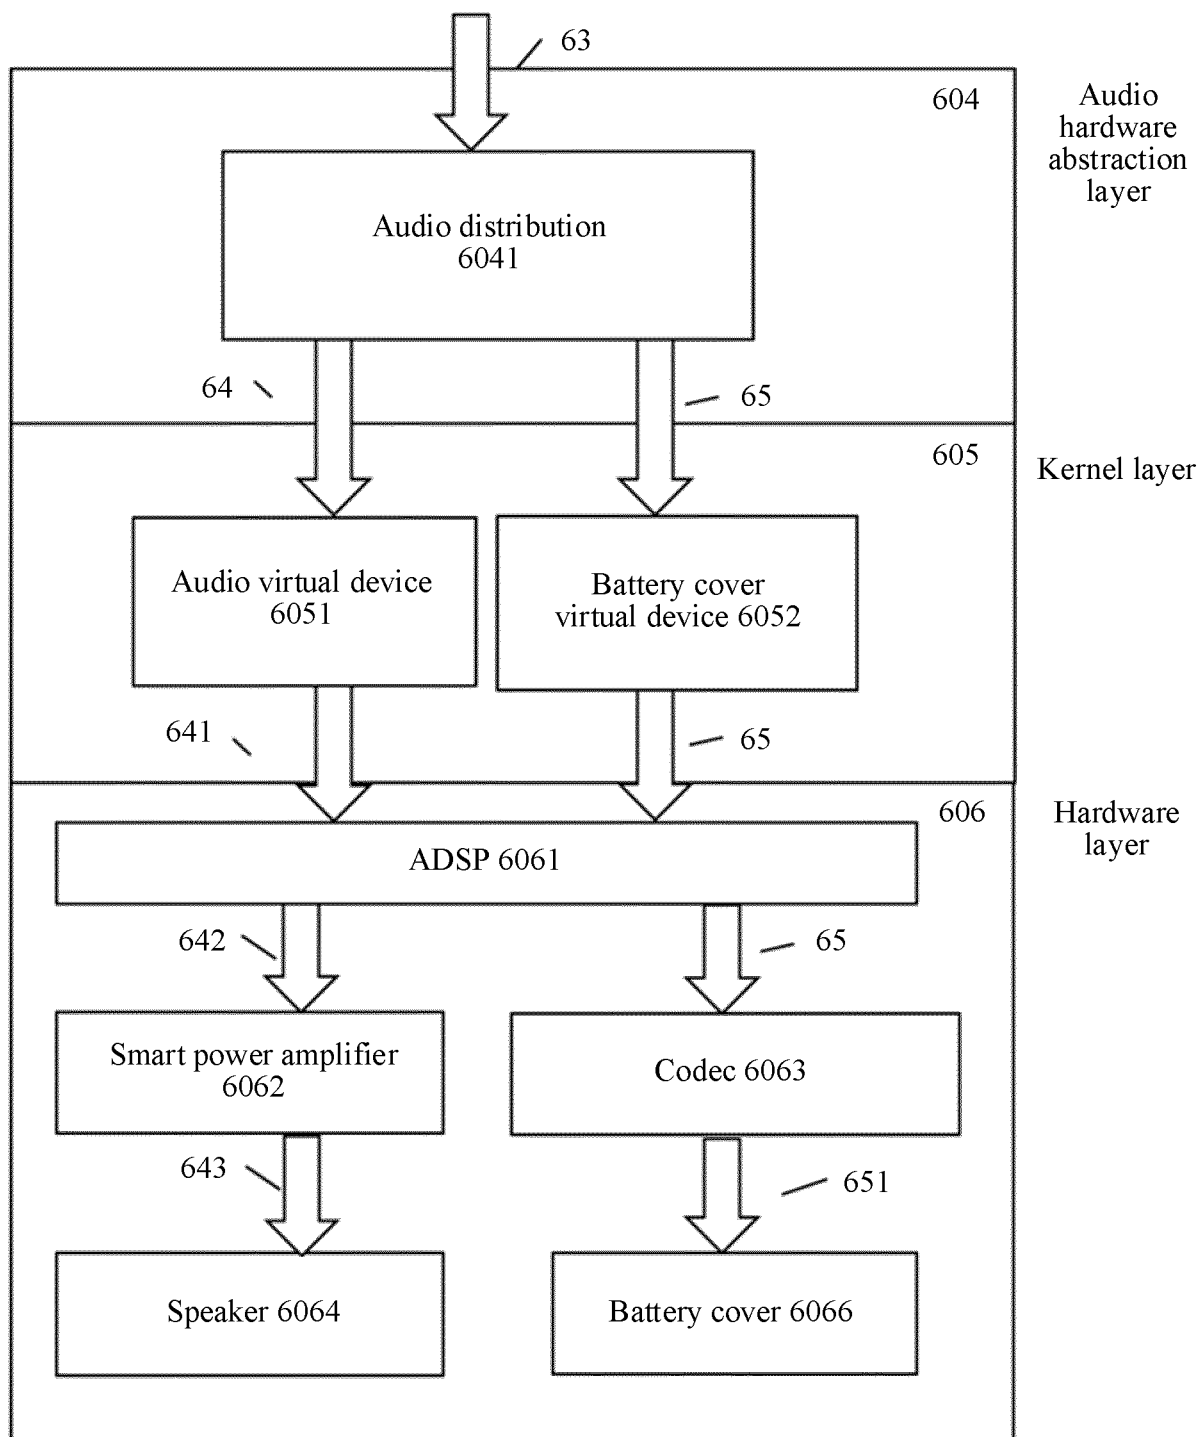 63
604
Audio
hardware
abstraction
layer
Audio distribution
6041
64
65
605
Kernel layer
Audio virtual device
6051
Battery cover
virtual device 6052
641
65
606
Hardware
layer
ADSP 6061
642
65
Smart power amplifier
6062
Codec 6063
643
651
Speaker 6064
Battery cover 6066